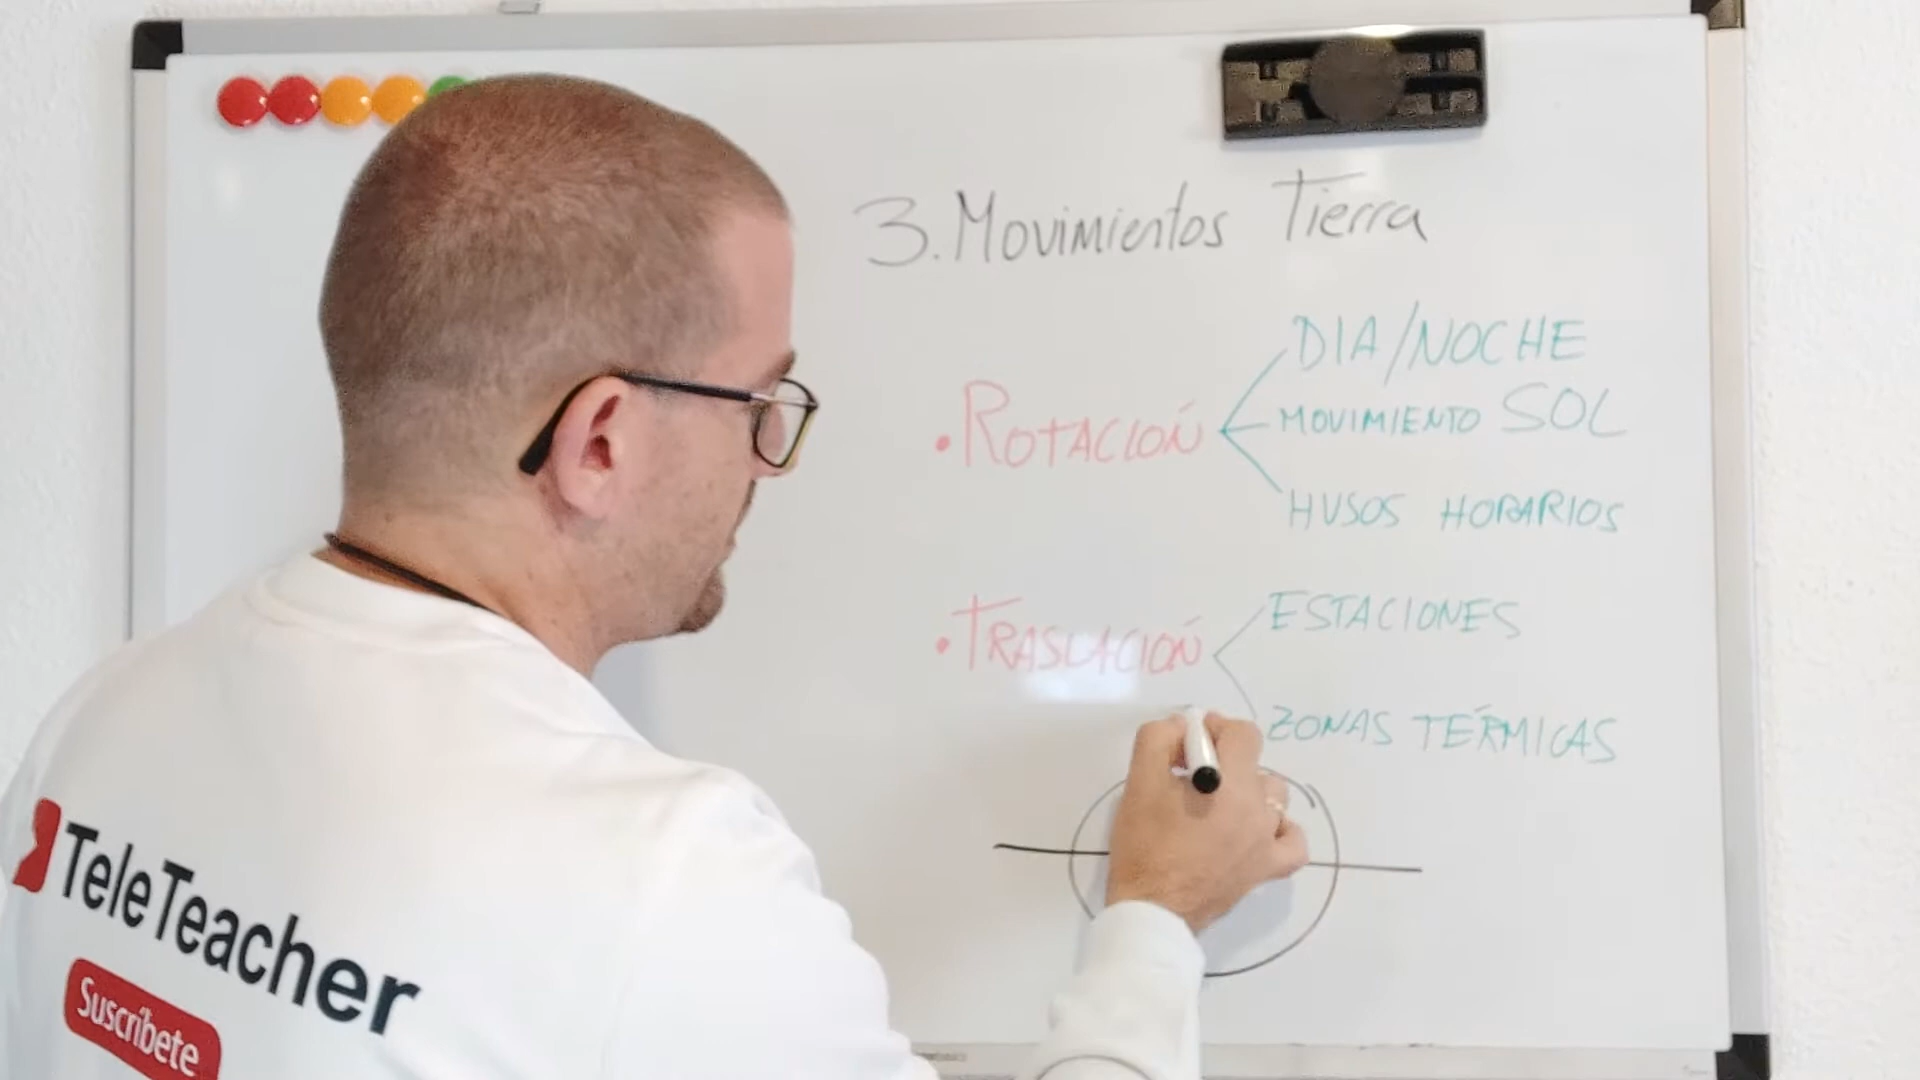 3. Movimientos Tierra
• ROTACIÓN
DIA/NOCHE
MOVIMIENTO SOL
HUSOS HORARIOS
• TRASLACIÓN
ESTACIONES
ZONAS TÉRMICAS
TeleTeacher
Suscríbete